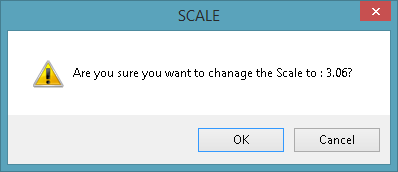 SCALE
Are you sure you want to chanage the Scale to : 3.06?
OK
Cancel